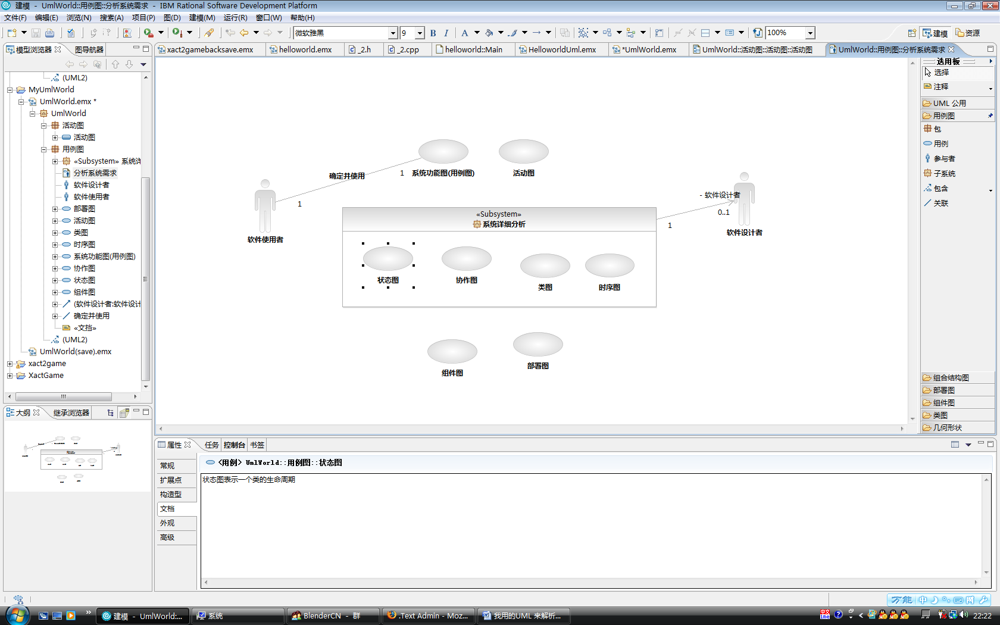 建模 - UmlWorld::用例图::分析系统需求 - IBM Rational Software Development Platform
文件(F) 编辑(E) 浏览(N) 搜索(A) 项目(P) 图(D) 建模(M) 运行(R) 窗口(W) 帮助(H)
微软雅黑 9 B I A 100% 建模 资源
模型浏览器 图导航器
xact2gamebacksave.emx helloworld.emx _2.h _2.cpp helloworld::Main HelloworldUml.emx *UmlWorld.emx UmlWorld::活动图::活动图::活动图 UmlWorld::用例图::分析系统需求
(UML2)
MyUmlWorld
UmlWorld.emx *
UmlWorld
活动图
活动图
用例图
«Subsystem» 系统详
分析系统需求
软件设计者
软件使用者
部署图
活动图
类图
时序图
系统功能图(用例图)
协作图
状态图
组件图
(软件设计者:软件设计
确定并使用
«文档»
(UML2)
UmlWorld(save).emx
xact2game
XactGame
大纲 继承浏览器
系统功能图(用例图)
活动图
确定并使用
1
1
软件使用者
- 软件设计者
0..1
1
软件设计者
«Subsystem»
系统详细分析
状态图
协作图
类图
时序图
组件图
部署图
选用板
选择
注释
UML 公用
用例图
包
用例
参与者
子系统
包含
关联
组合结构图
部署图
组件图
类图
几何形状
属性 任务 控制台 书签
常规
扩展点
构造型
文档
外观
高级
<用例> UmlWorld::用例图::状态图
状态图表示一个类的生命周期
万能 中
建模 - UmlWorld::... 系统 BlenderCN - 群 .Text Admin - Moz... 我用的UML 来解析... 22:22